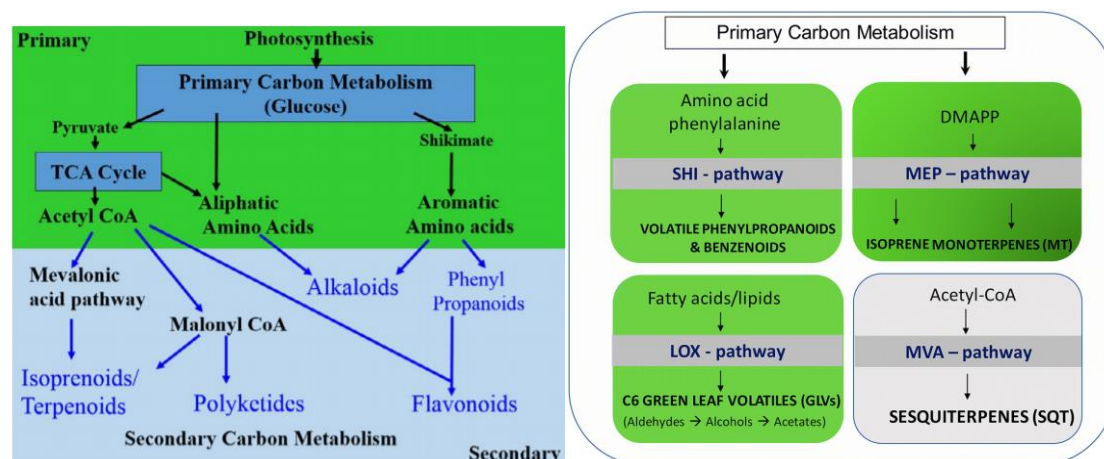 Primary
Photosynthesis
Primary Carbon Metabolism
(Glucose)
Pyruvate
Shikimate
TCA Cycle
Acetyl CoA
Aliphatic
Amino Acids
Aromatic
Amino acids
Mevalonic
acid pathway
Alkaloids
Phenyl
Propanoids
Malonyl CoA
Isoprenoids/
Terpenoids
Polyketides
Flavonoids
Secondary Carbon Metabolism
Secondary
Primary Carbon Metabolism
Amino acid
phenylalanine
SHI - pathway
VOLATILE PHENYLPROPANOIDS
& BENZENOIDS
DMAPP
MEP – pathway
ISOPRENE MONOTERPENES (MT)
Fatty acids/lipids
LOX - pathway
C6 GREEN LEAF VOLATILES (GLVs)
(Aldehydes → Alcohols → Acetates)
Acetyl-CoA
MVA – pathway
SESQUITERPENES (SQT)